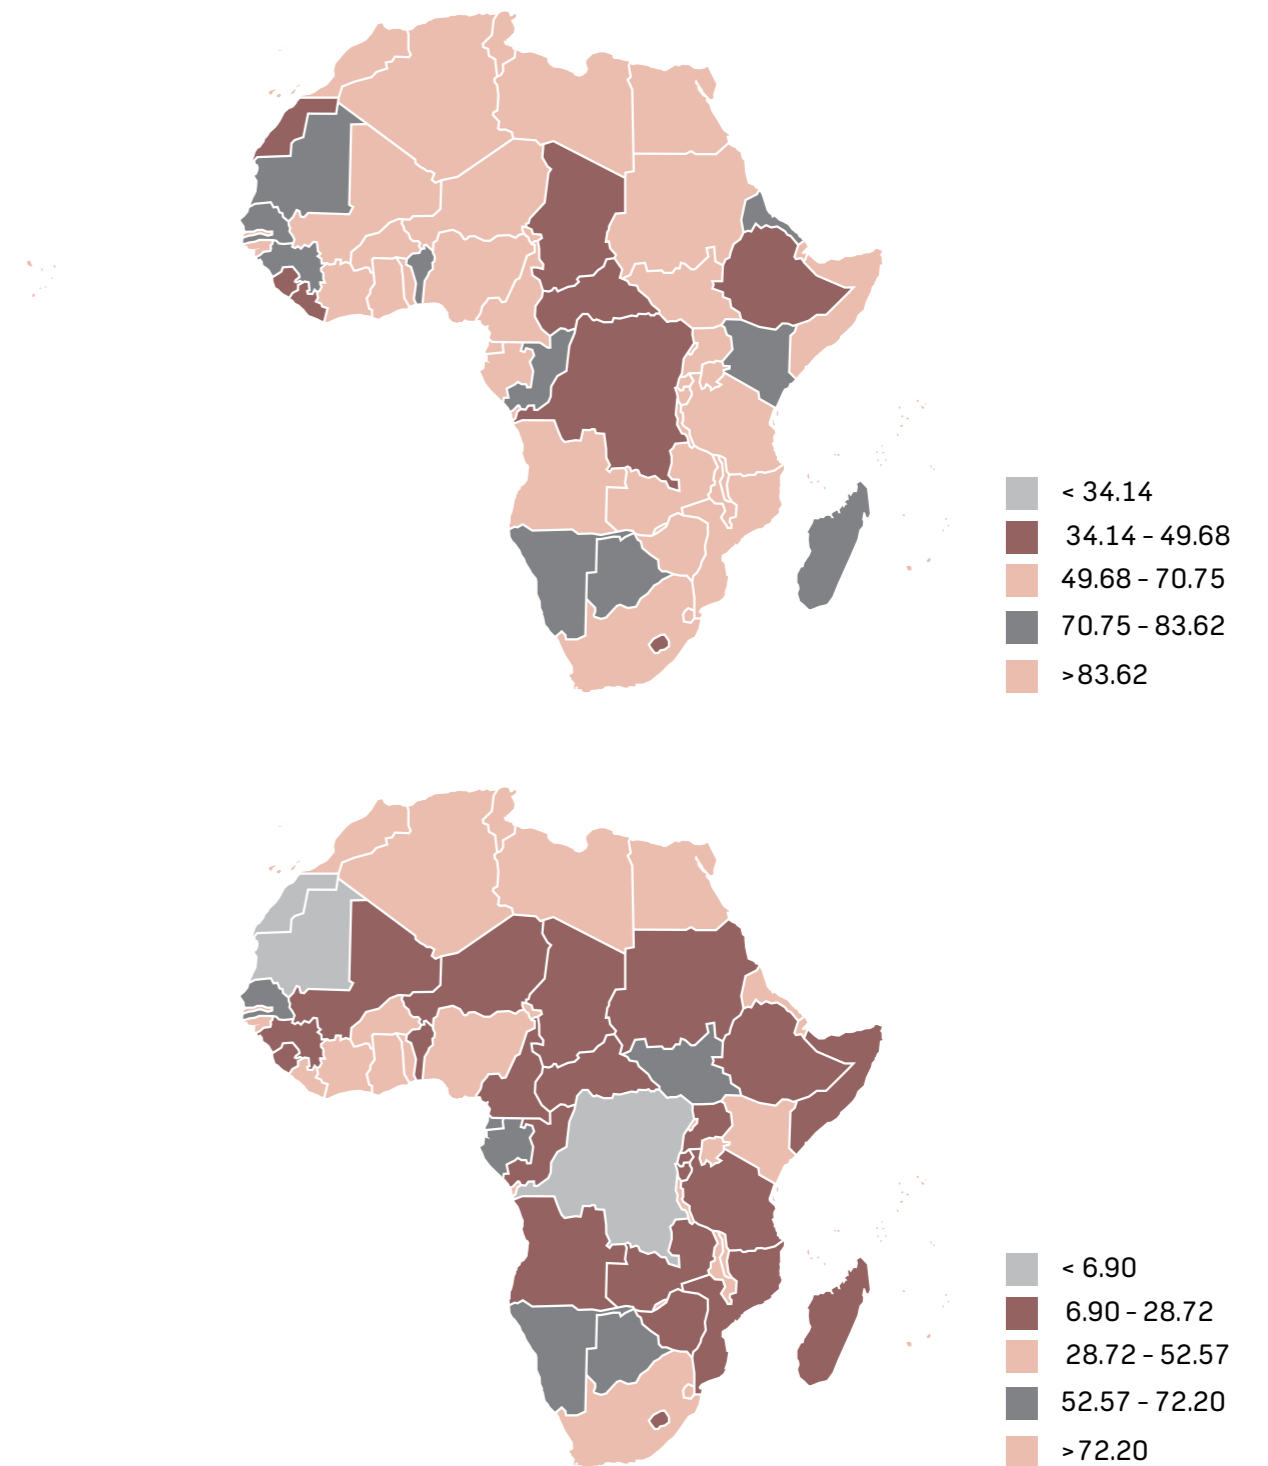 < 34.14
34.14 – 49.68
49.68 – 70.75
70.75 – 83.62
>83.62
< 6.90
6.90 – 28.72
28.72 – 52.57
52.57 – 72.20
>72.20